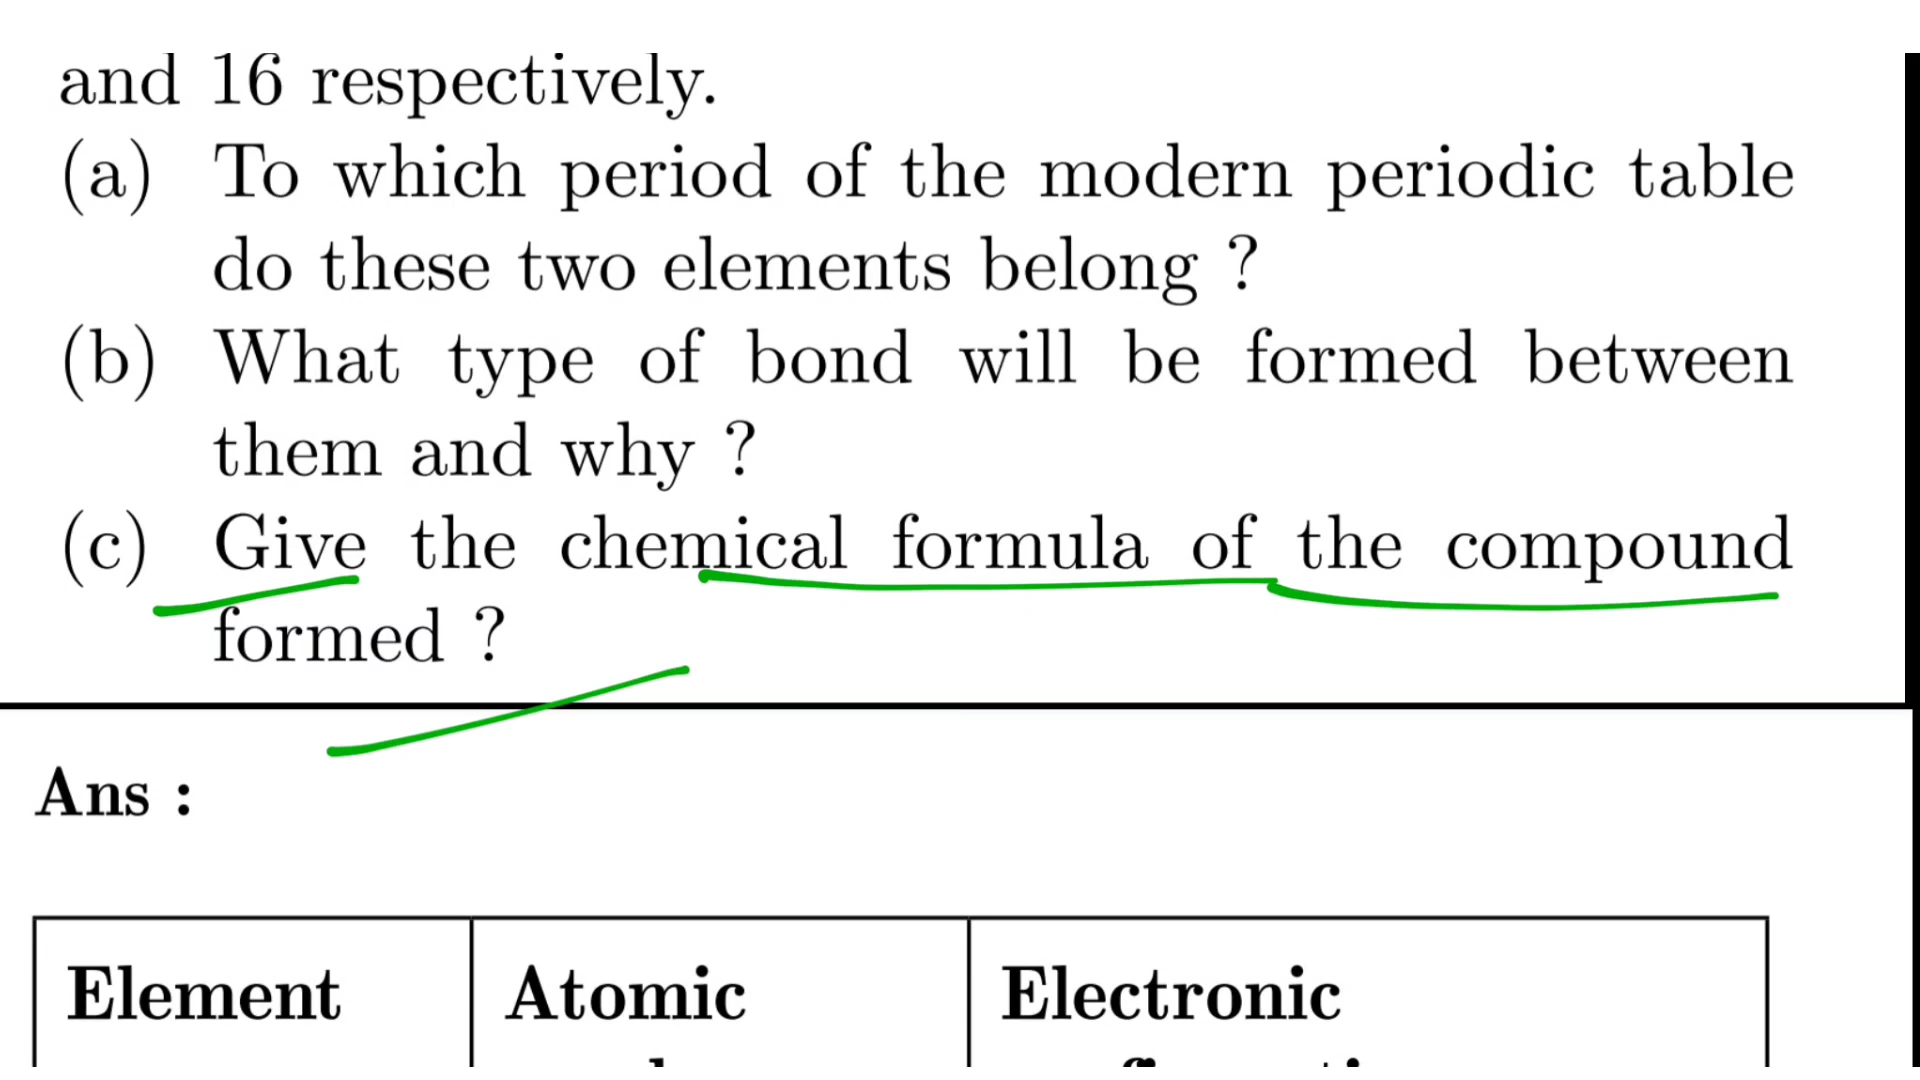 and 16 respectively.
(a) To which period of the modern periodic table
do these two elements belong ?
(b) What type of bond will be formed between
them and why ?
(c) Give the chemical formula of the compound
formed ?
Ans :
Element Atomic Electronic